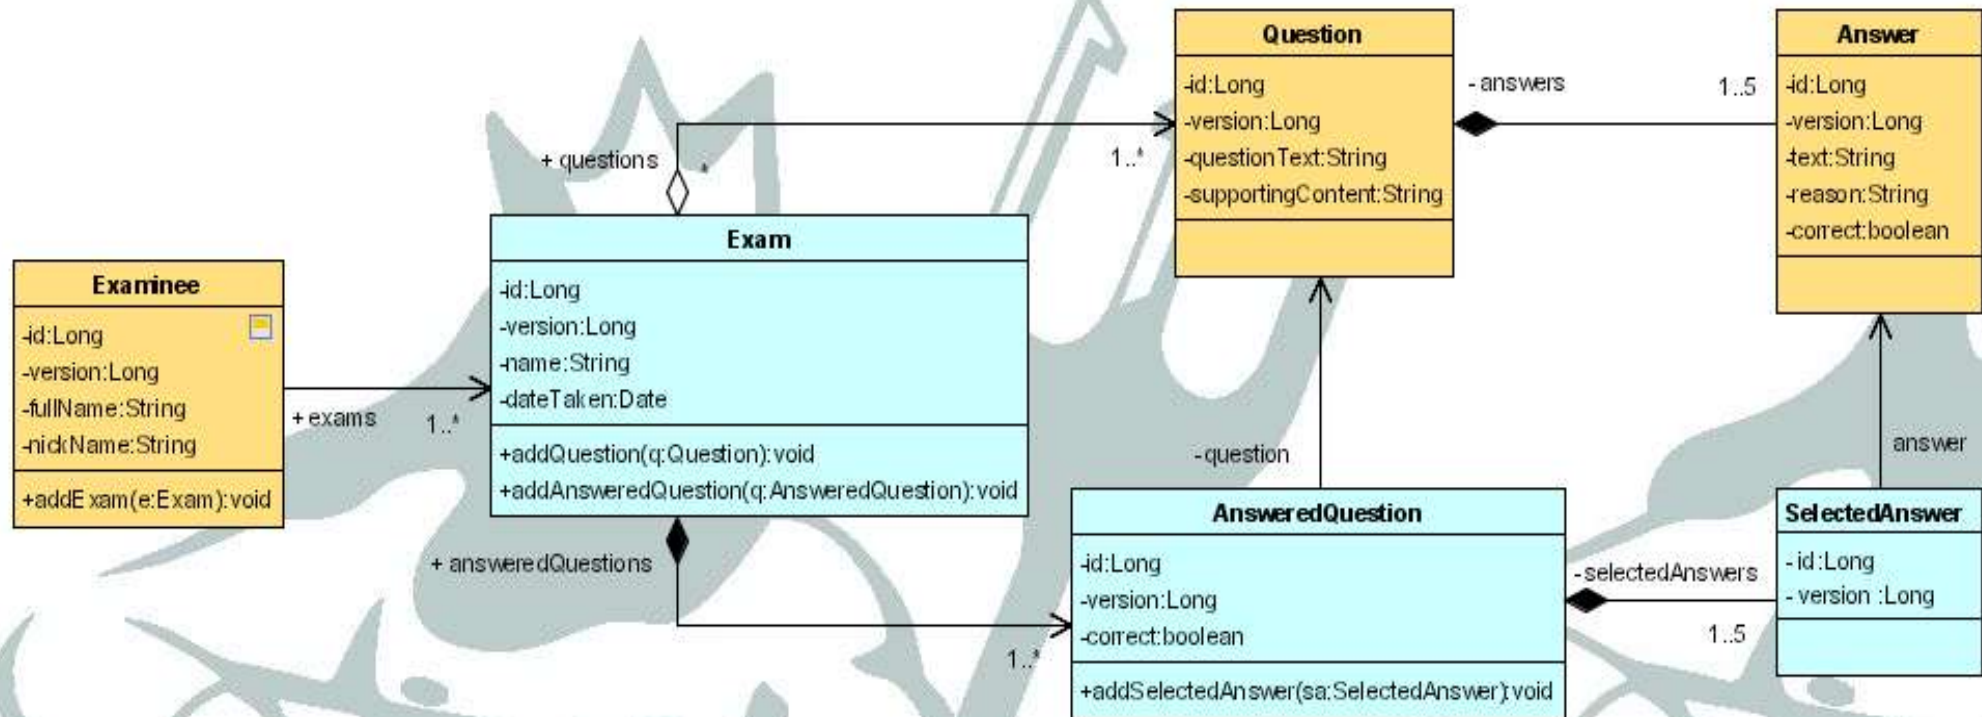 Examinee
-id:Long
-version:Long
-fullName:String
-nickName:String
+addExam(e:Exam):void
+ exams
1..*
+ questions
*
1..*
Exam
-id:Long
-version:Long
-name:String
-dateTaken:Date
+addQuestion(q:Question):void
+addAnsweredQuestion(q:AnsweredQuestion):void
+ answeredQuestions
1..*
Question
-id:Long
-version:Long
-questionText:String
-supportingContent:String
- answers
1..5
Answer
-id:Long
-version:Long
-text:String
-reason:String
-correct:boolean
-question
answer
AnsweredQuestion
-id:Long
-version:Long
-correct:boolean
+addSelectedAnswer(sa:SelectedAnswer):void
-selectedAnswers
1..5
SelectedAnswer
- id:Long
- version :Long